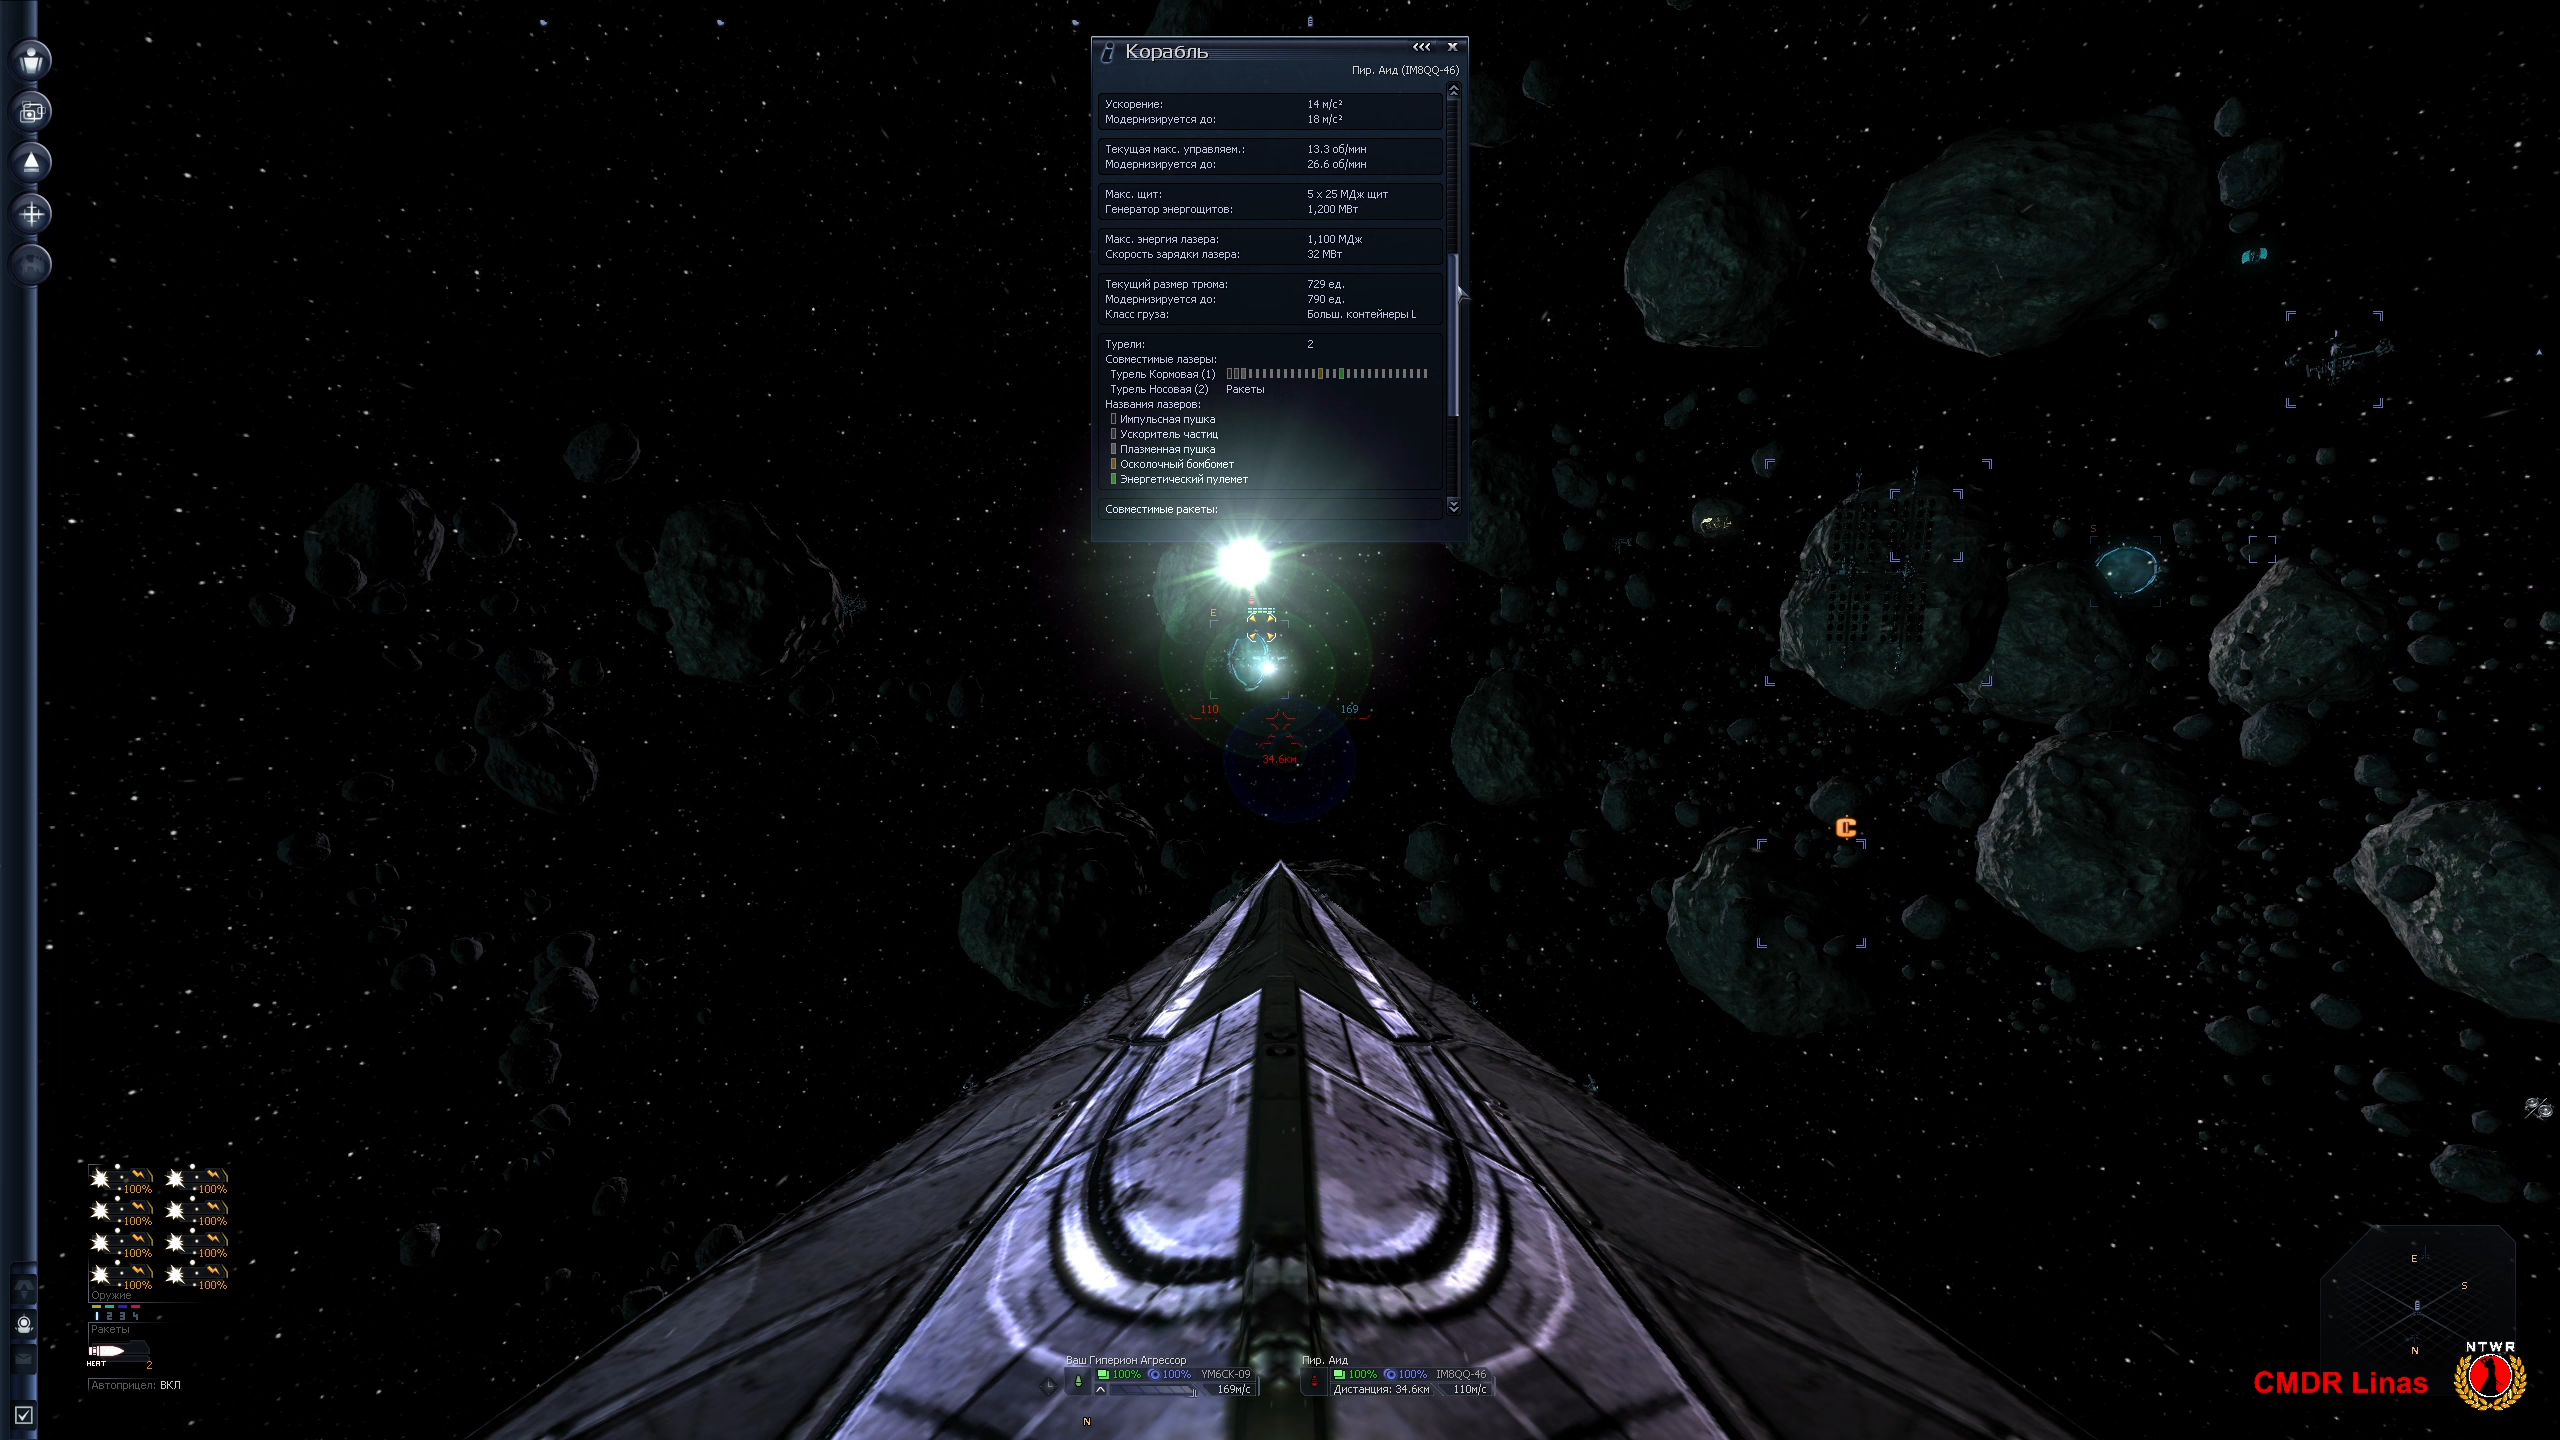 Корабль
Пир. Аид (IM8QQ-46)
Ускорение: 14 м/с²
Модернизируется до: 18 м/с²
Текущая макс. управляем.: 13.3 об/мин
Модернизируется до: 26.6 об/мин
Макс. щит: 5 x 25 МДж щит
Генератор энергощитов: 1,200 МВт
Макс. энергия лазера: 1,100 МДж
Скорость зарядки лазера: 32 МВт
Текущий размер трюма: 729 ед.
Модернизируется до: 790 ед.
Класс груза: Больш. контейнеры L
Турели: 2
Совместимые лазеры:
Турель Кормовая (1)
Турель Носовая (2) Ракеты
Названия лазеров:
Импульсная пушка
Ускоритель частиц
Плазменная пушка
Осколочный бомбомет
Энергетический пулемет
Совместимые ракеты:
S
E
110 169
34.6км
C
100% 100%
100% 100%
100% 100%
100% 100%
Оружие
1 2 3 4
Ракеты
HEAT 2
Автоприцел: ВКЛ
Ваш Гиперион Агрессор
100% 100% YM6CK-09
169м/с
N
Пир. Аид
100% 100% IM8QQ-46
Дистанция: 34.6км 110м/с
E
S
N
NTWR
CMDR Linas